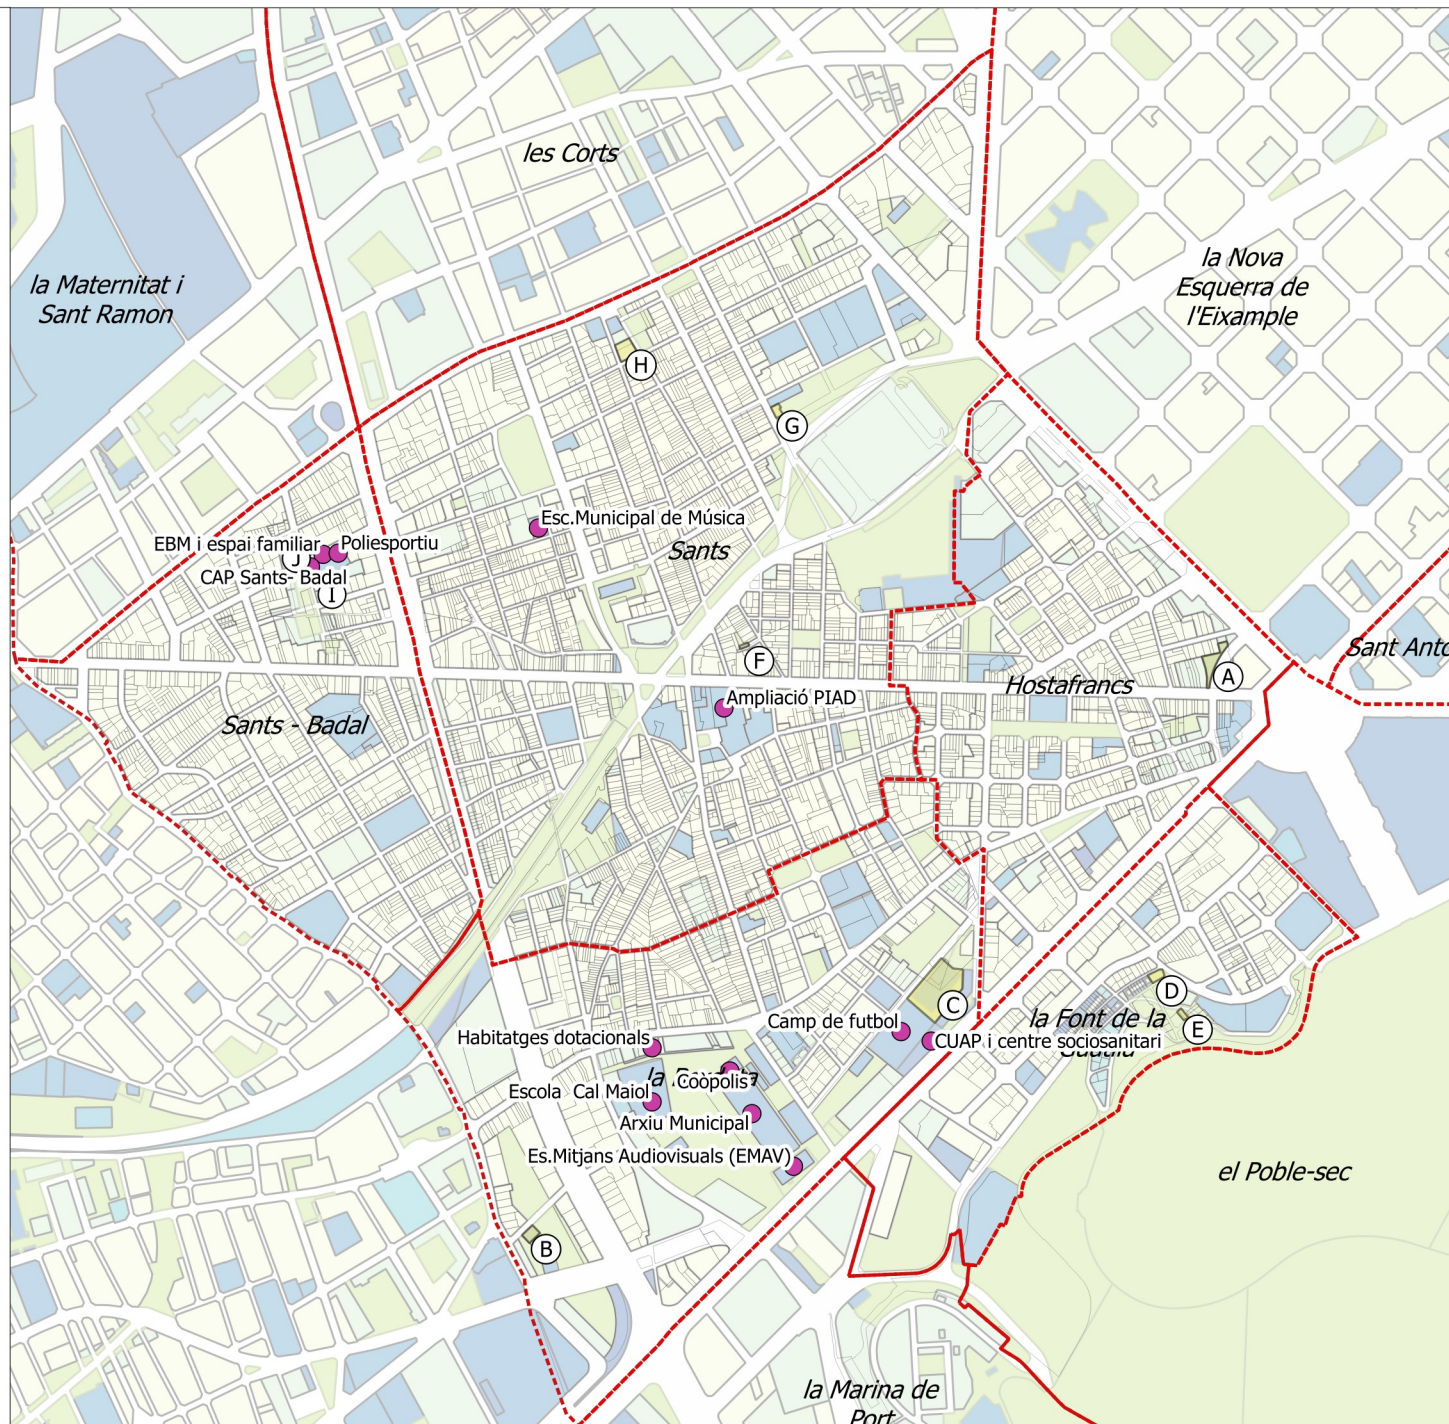 les Corts
la Nova
Esquerra de
l'Eixample
la Maternitat i
Sant Ramon
H
G
Esc.Municipal de Música
Sants
EBM i espai familiar
Poliesportiu
J
CAP Sants- Badal
I
F
Sant Anto
A
Hostafrancs
Ampliació PIAD
Sants - Badal
D
C
Camp de futbol
la Font de la
E
Habitatges dotacionals
CUAP i centre sociosanitari
la
Coòpolis
Escola Cal Maiol
Arxiu Municipal
Es.Mitjans Audiovisuals (EMAV)
el Poble-sec
B
la Marina de
Port